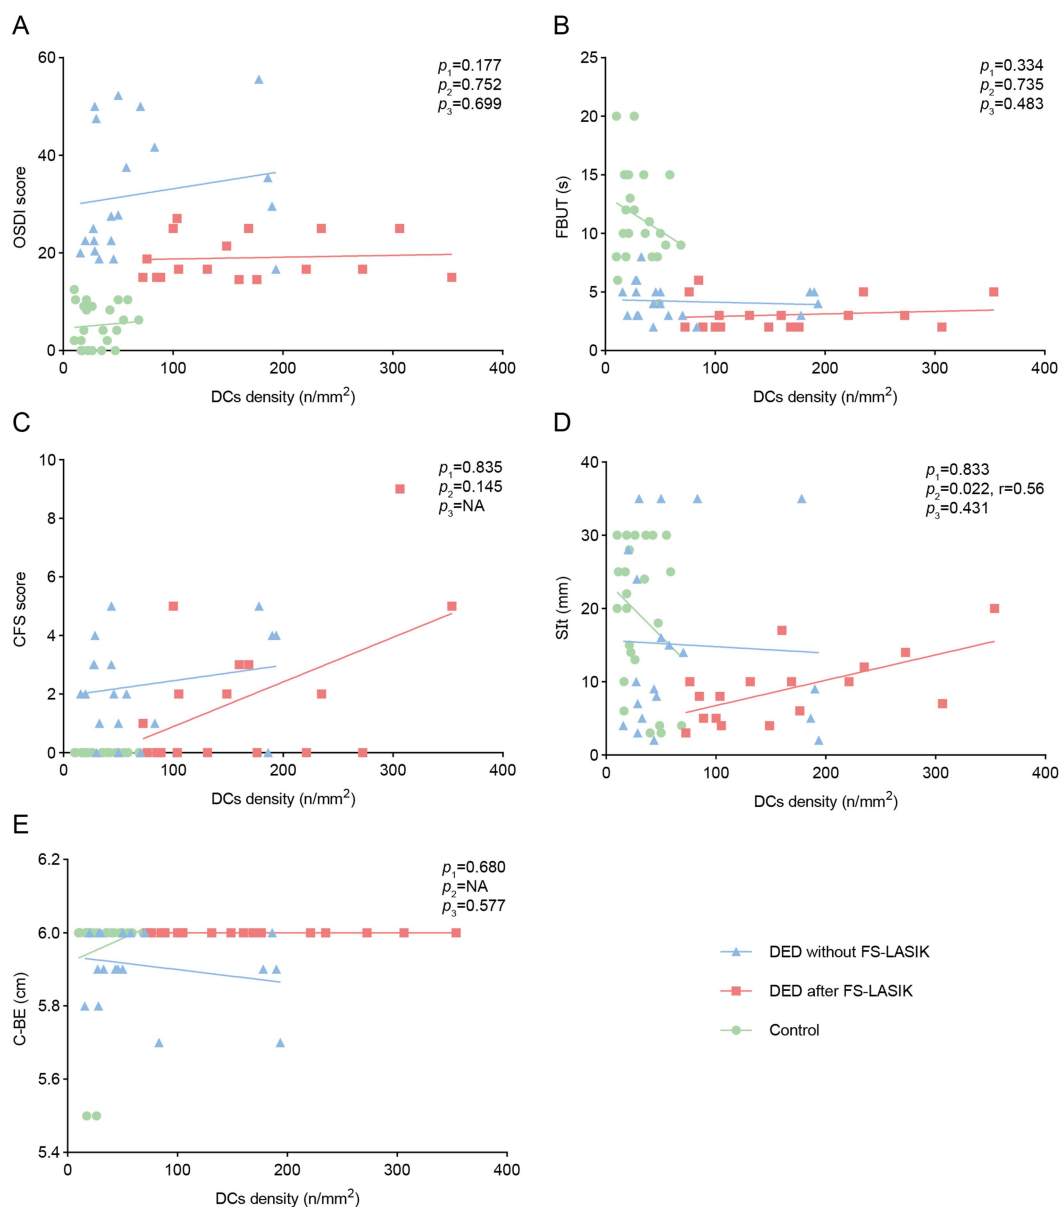 A
p1=0.177
p2=0.752
p3=0.699
60
40
20
0
OSDI score
0 100 200 300 400
DCs density (n/mm²)
B
p1=0.334
p2=0.735
p3=0.483
25
20
15
10
5
0
FBUT (s)
0 100 200 300 400
DCs density (n/mm²)
C
p1=0.835
p2=0.145
p3=NA
10
8
6
4
2
0
CFS score
0 100 200 300 400
DCs density (n/mm²)
D
p1=0.833
p2=0.022, r=0.56
p3=0.431
40
30
20
10
0
SIt (mm)
0 100 200 300 400
DCs density (n/mm²)
E
p1=0.680
p2=NA
p3=0.577
6.2
6.0
5.8
5.6
5.4
C-BE (cm)
0 100 200 300 400
DCs density (n/mm²)
DED without FS-LASIK
DED after FS-LASIK
Control